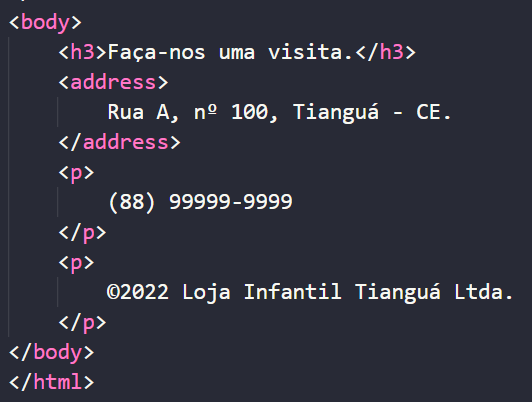 <body>
<h3>Faça-nos uma visita.</h3>
<address>
Rua A, nº 100, Tianguá - CE.
</address>
<p>
(88) 99999-9999
</p>
<p>
©2022 Loja Infantil Tianguá Ltda.
</p>
</body>
</html>